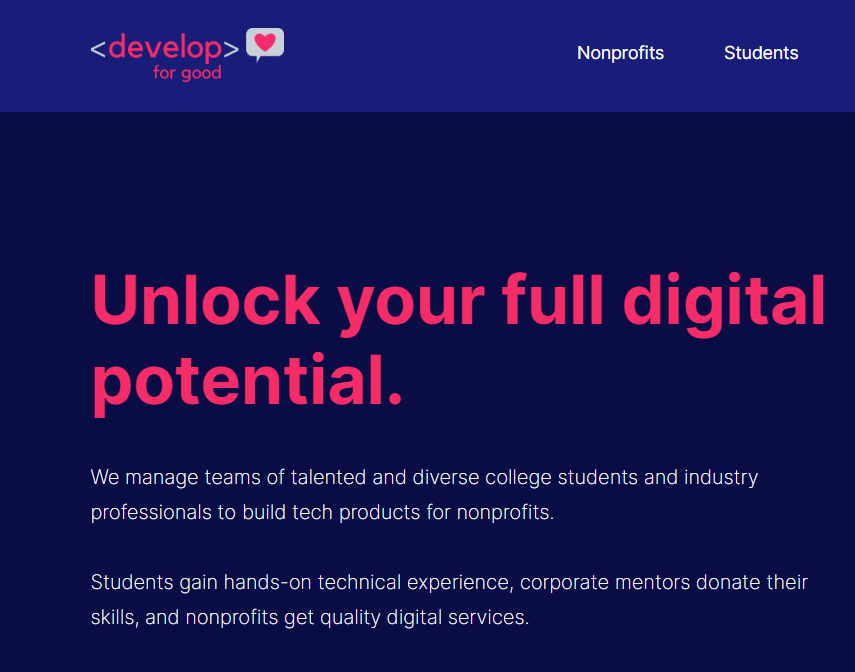 <develop>
for good
Nonprofits
Students
Unlock your full digital
potential.
We manage teams of talented and diverse college students and industry
professionals to build tech products for nonprofits.
Students gain hands-on technical experience, corporate mentors donate their
skills, and nonprofits get quality digital services.